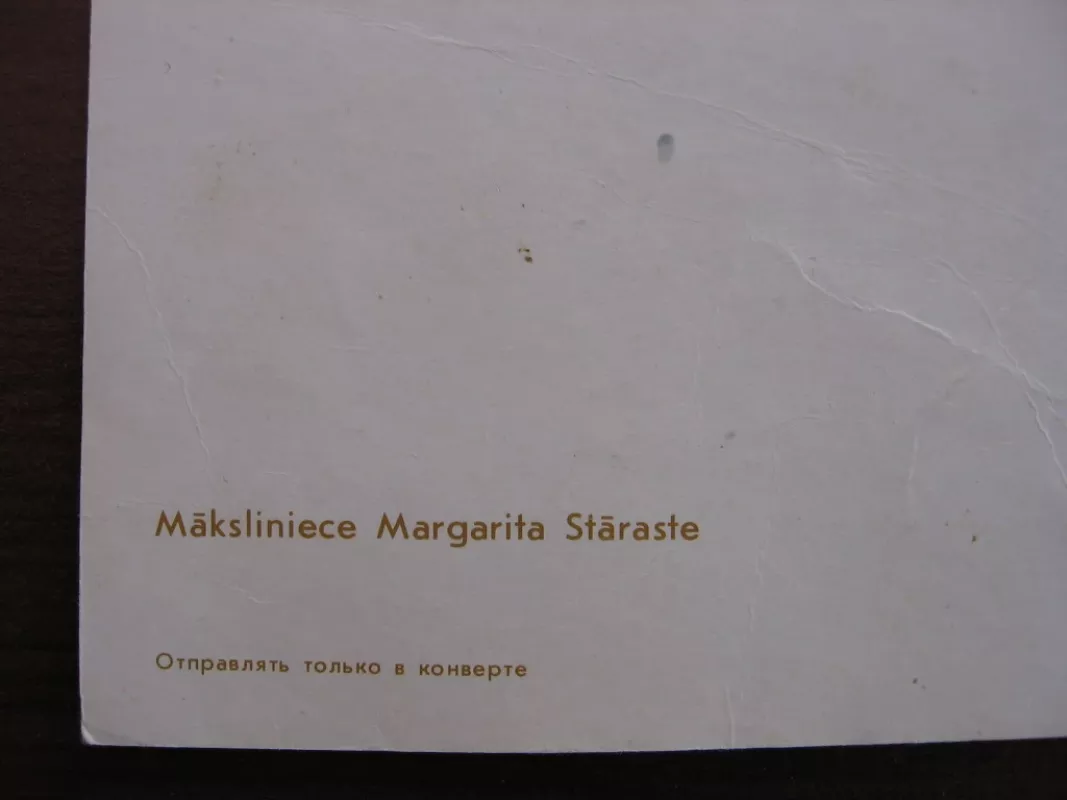 Māksliniece Margarita Stāraste
Отправлять только в конверте